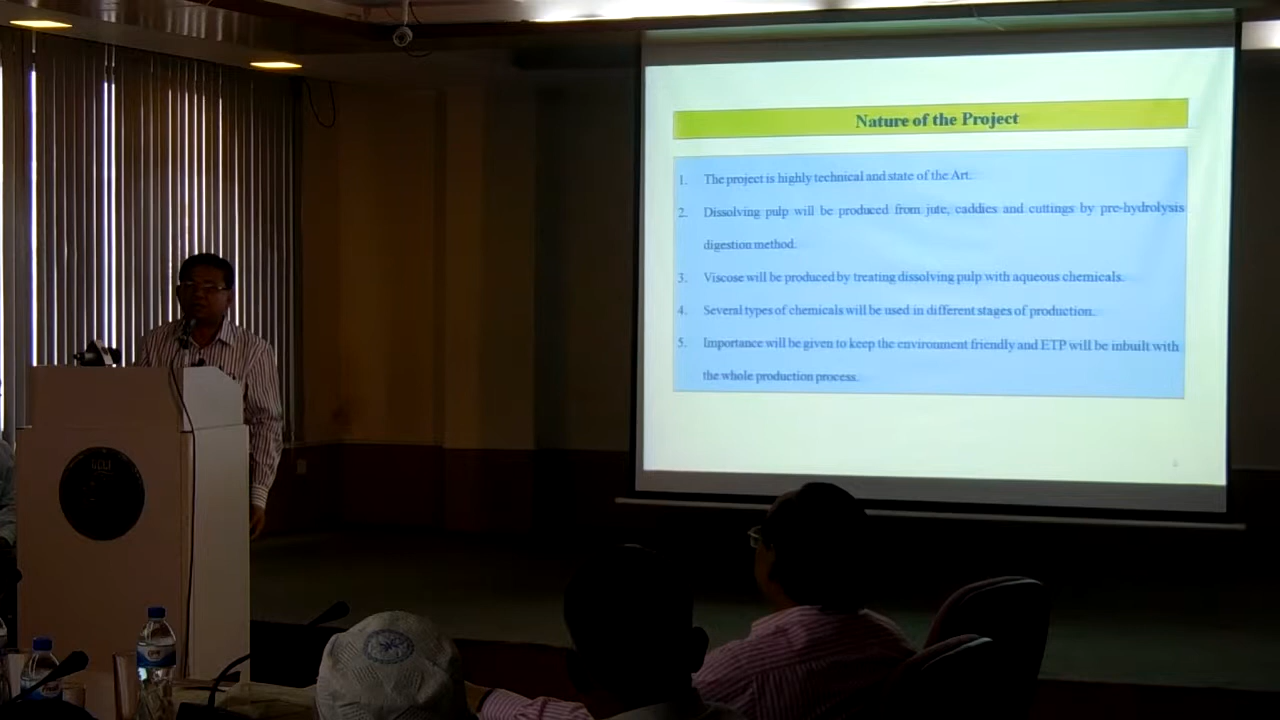 Nature of the Project
1. The project is highly technical and state of the Art.
2. Dissolving pulp will be produced from jute, caddies and cuttings by pre-hydrolysis
digestion method.
3. Viscose will be produced by treating dissolving pulp with aqueous chemicals.
4. Several types of chemicals will be used in different stages of production.
5. Importance will be given to keep the environment friendly and ETP will be inbuilt with
the whole production process.